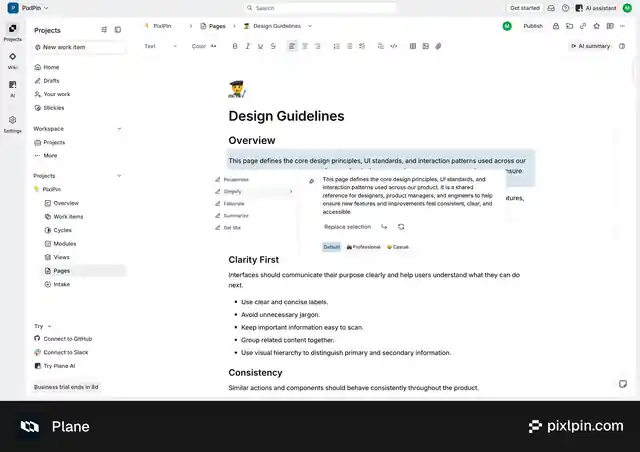 PixlPin
Search
Get started
AI assistant
M
Projects
Wiki
AI
Settings
Projects
New work item
Home
Drafts
Your work
Stickies
Workspace
Projects
More
Projects
PixlPin
Overview
Work items
Cycles
Modules
Views
Pages
Intake
Try
Connect to GitHub
Connect to Slack
Try Plane AI
Business trial ends in 8d
PixlPin > Pages > Design Guidelines
M
Publish
Text
Color
B I U S
AI summary
Design Guidelines
Overview
This page defines the core design principles, UI standards, and interaction patterns used across our
ensure
tures,
Paraphrase
Simplify
Elaborate
Summarize
Get title
This page defines the core design principles, UI standards, and
interaction patterns used across our product. It is a shared
reference for designers, product managers, and engineers to help
ensure new features and improvements feel consistent, clear, and
accessible.
Replace selection
Default
Professional
Casual
Clarity First
Interfaces should communicate their purpose clearly and help users understand what they can do
next.
• Use clear and concise labels.
• Avoid unnecessary jargon.
• Keep important information easy to scan.
• Group related content together.
• Use visual hierarchy to distinguish primary and secondary information.
Consistency
Similar actions and components should behave consistently throughout the product.
Plane
pixlpin.com